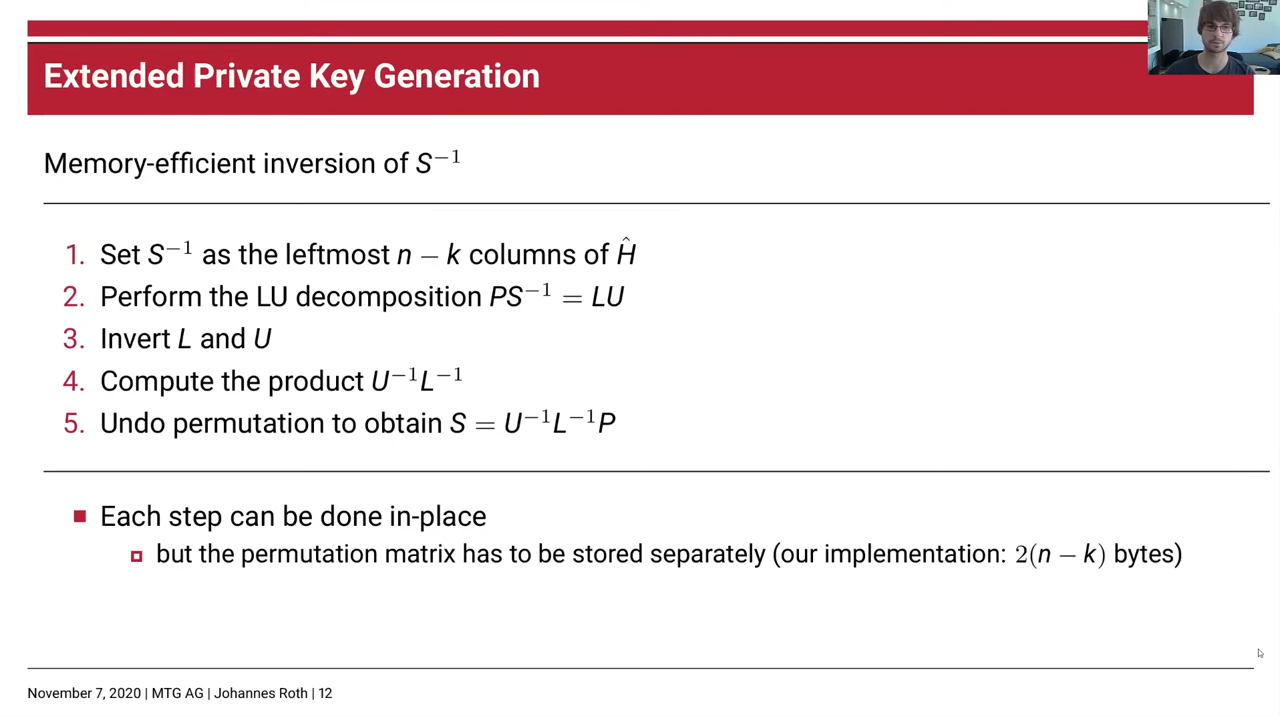 Extended Private Key Generation
Memory-efficient inversion of S⁻¹
1. Set S⁻¹ as the leftmost n − k columns of Ĥ
2. Perform the LU decomposition PS⁻¹ = LU
3. Invert L and U
4. Compute the product U⁻¹L⁻¹
5. Undo permutation to obtain S = U⁻¹L⁻¹P
Each step can be done in-place
but the permutation matrix has to be stored separately (our implementation: 2(n − k) bytes)
November 7, 2020 | MTG AG | Johannes Roth | 12